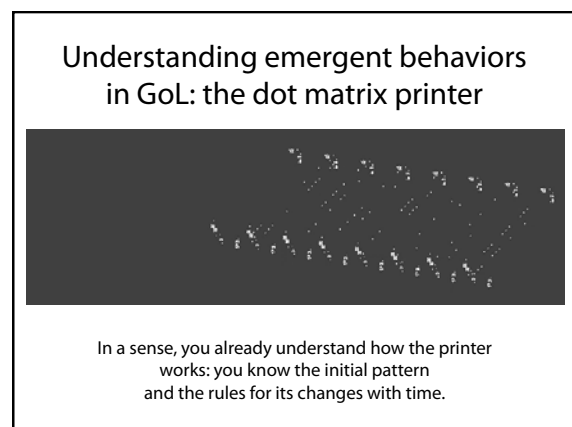 Understanding emergent behaviors
in GoL: the dot matrix printer
In a sense, you already understand how the printer
works: you know the initial pattern
and the rules for its changes with time.